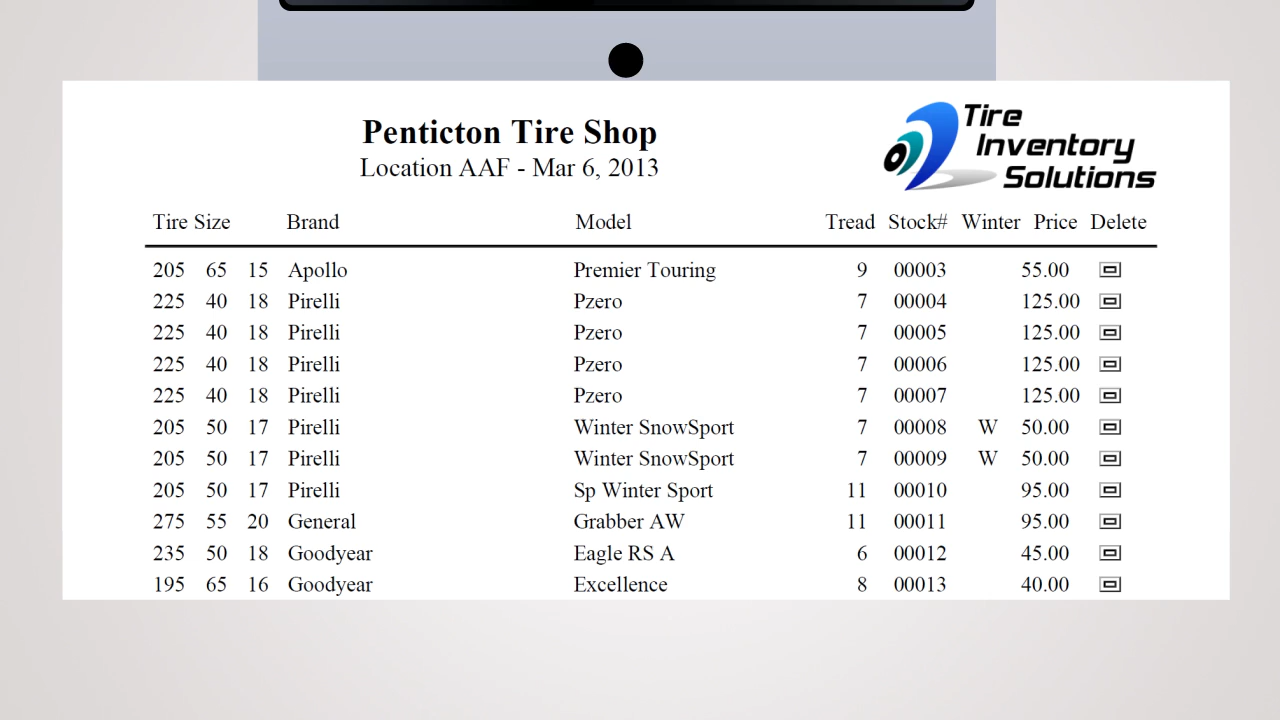 Penticton Tire Shop
Location AAF - Mar 6, 2013
Tire
Inventory
Solutions
Tire Size Brand Model Tread Stock# Winter Price Delete
205 65 15 Apollo Premier Touring 9 00003 55.00
225 40 18 Pirelli Pzero 7 00004 125.00
225 40 18 Pirelli Pzero 7 00005 125.00
225 40 18 Pirelli Pzero 7 00006 125.00
225 40 18 Pirelli Pzero 7 00007 125.00
205 50 17 Pirelli Winter SnowSport 7 00008 W 50.00
205 50 17 Pirelli Winter SnowSport 7 00009 W 50.00
205 50 17 Pirelli Sp Winter Sport 11 00010 95.00
275 55 20 General Grabber AW 11 00011 95.00
235 50 18 Goodyear Eagle RS A 6 00012 45.00
195 65 16 Goodyear Excellence 8 00013 40.00